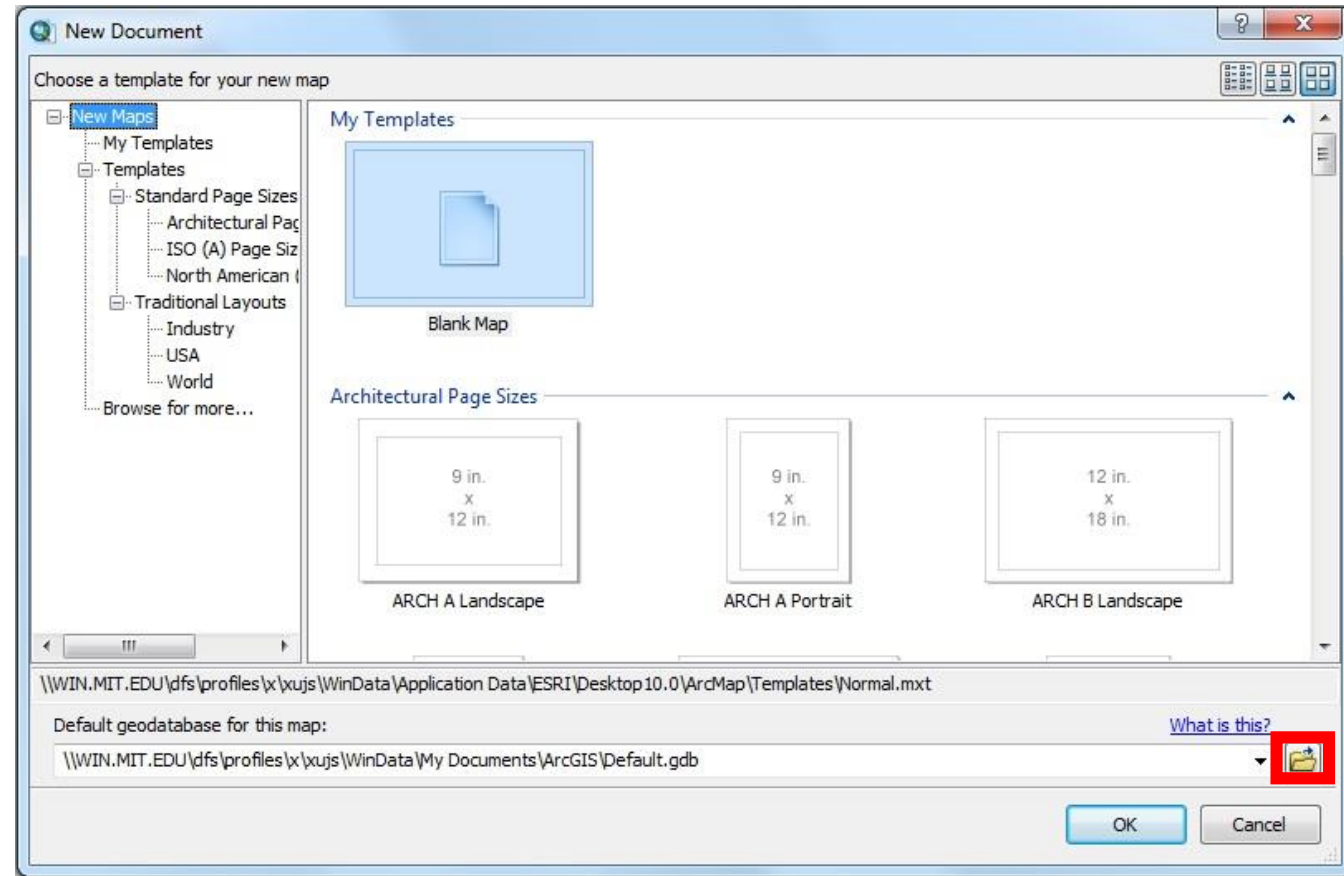 New Document
Choose a template for your new map
New Maps
My Templates
Templates
Standard Page Sizes
Architectural Pag
ISO (A) Page Siz
North American (
Traditional Layouts
Industry
USA
World
Browse for more...
My Templates
Blank Map
Architectural Page Sizes
9 in.
x
12 in.
ARCH A Landscape
9 in.
x
12 in.
ARCH A Portrait
12 in.
x
18 in.
ARCH B Landscape
\\WIN.MIT.EDU\dfs\profiles\x\xujs\WinData\Application Data\ESRI\Desktop10.0\ArcMap\Templates\Normal.mxt
Default geodatabase for this map:
What is this?
\\WIN.MIT.EDU\dfs\profiles\x\xujs\WinData\My Documents\ArcGIS\Default.gdb
OK
Cancel